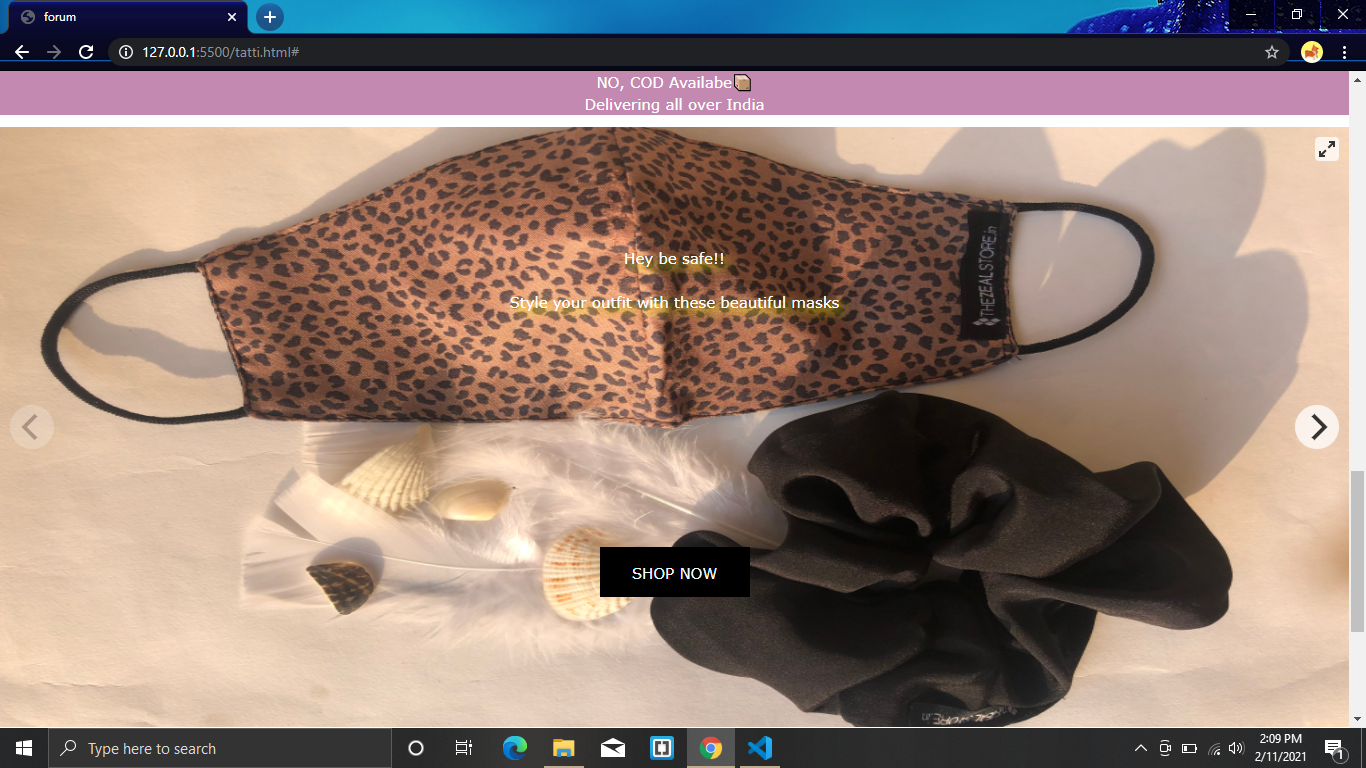 forum
127.0.0.1:5500/tatti.html#
NO, COD Availabe
Delivering all over India
Hey be safe!!
Style your outfit with these beautiful masks
THEZEALSTORE.in
SHOP NOW
Type here to search
2:09 PM
2/11/2021
1